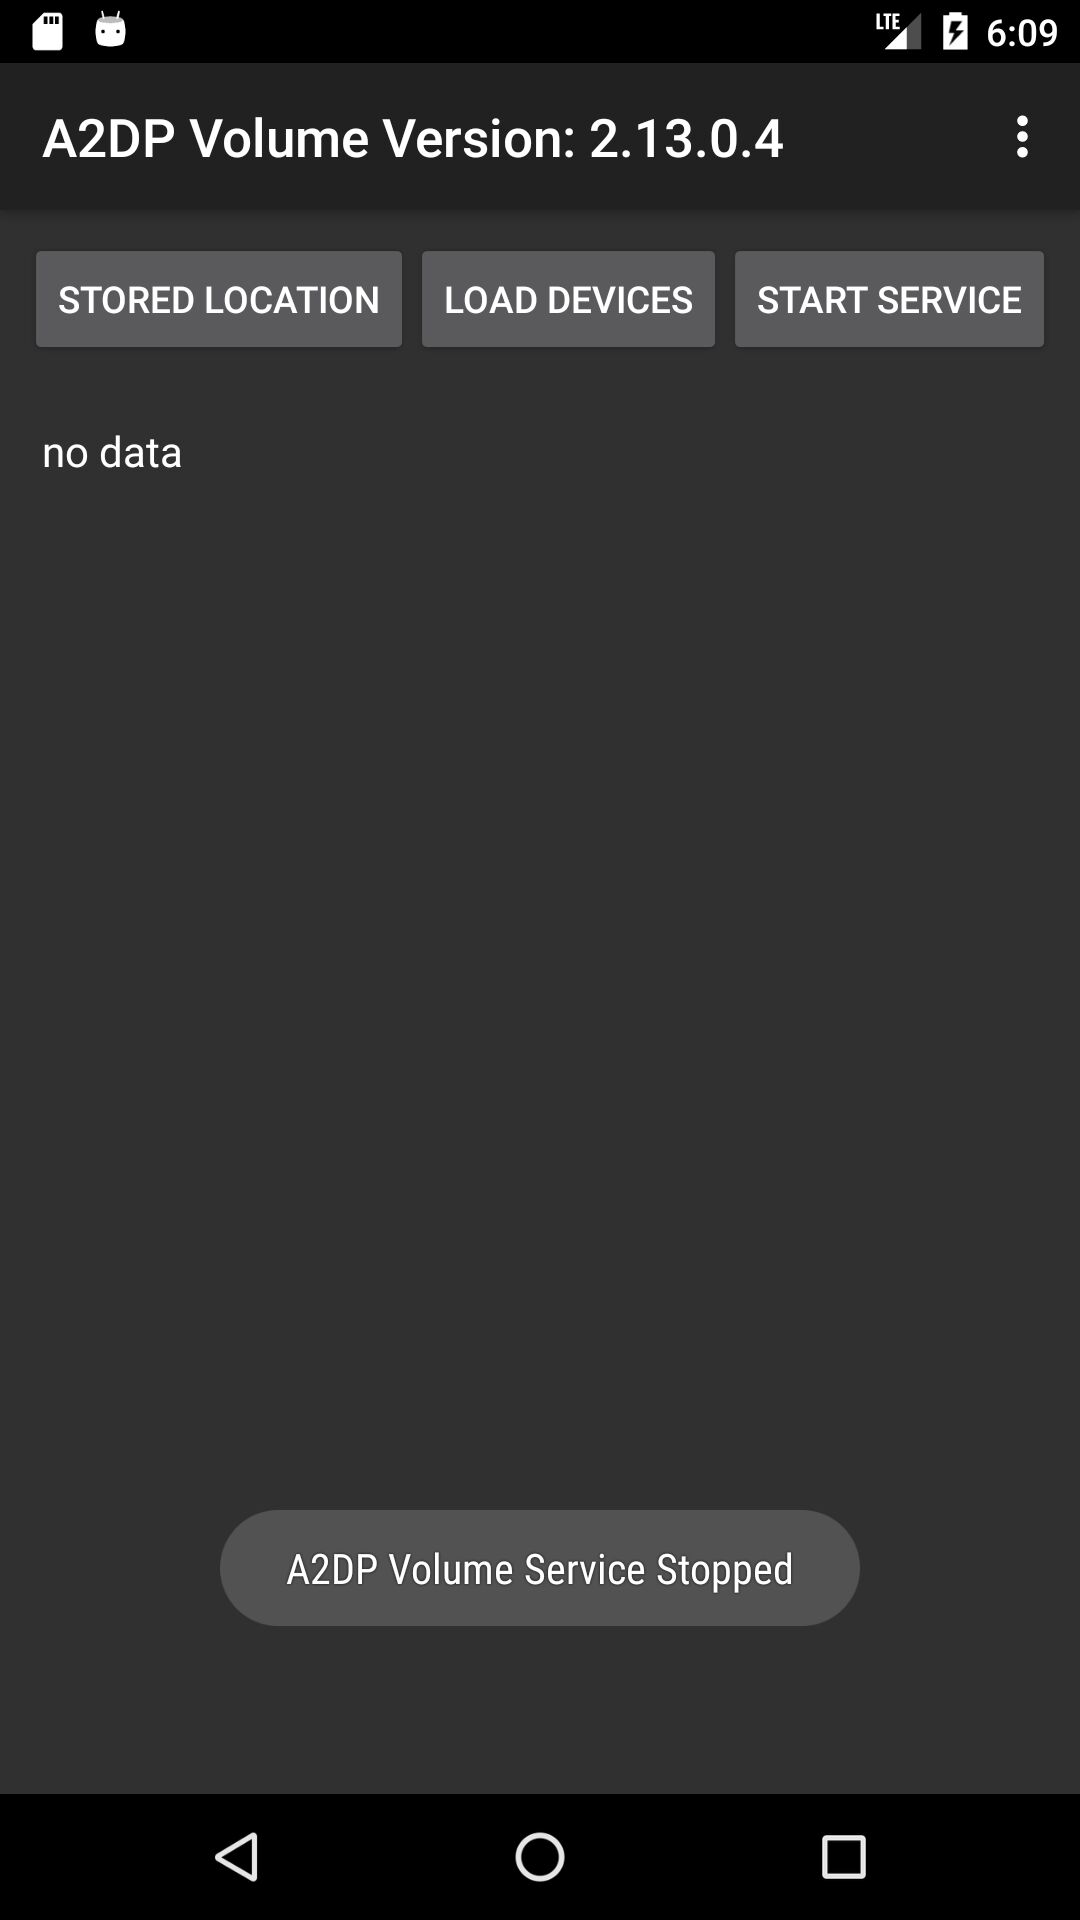 LTE 6:09
A2DP Volume Version: 2.13.0.4
STORED LOCATION LOAD DEVICES START SERVICE
no data
A2DP Volume Service Stopped